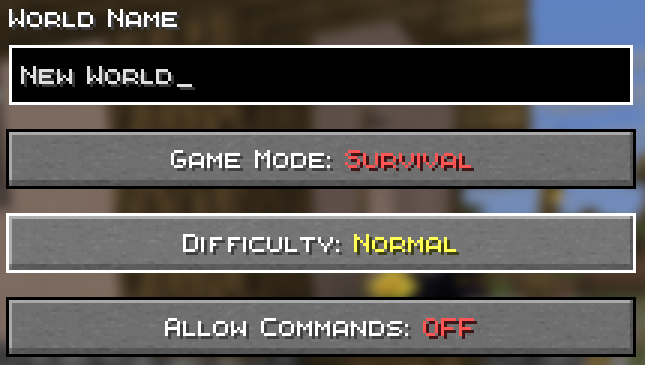 World Name
New World_
Game Mode: Survival
Difficulty: Normal
Allow Commands: OFF